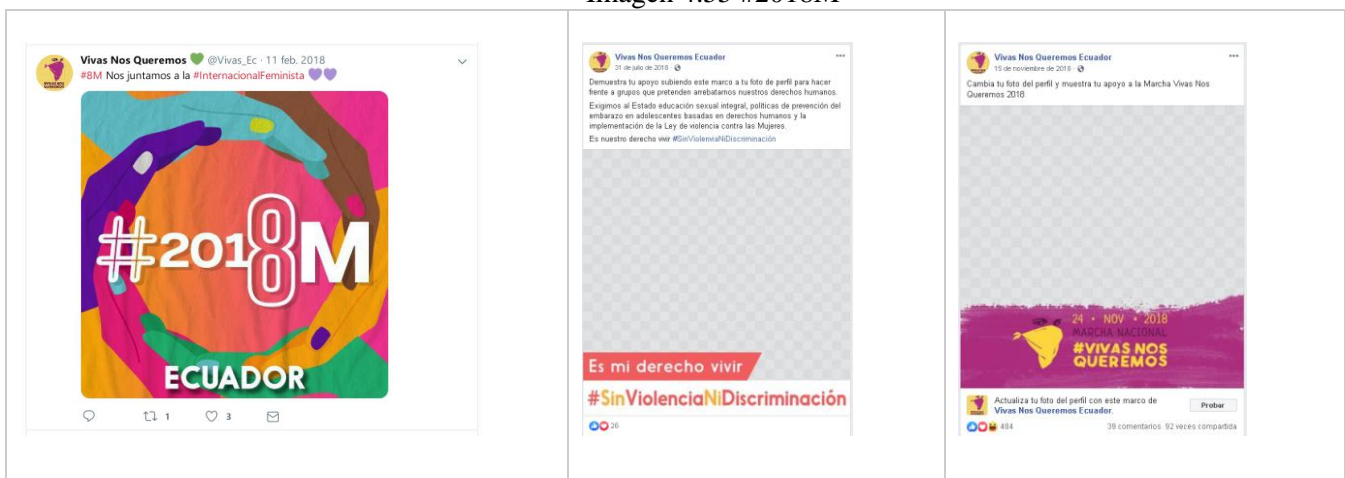 Imagen 4.35 #2018M
Vivas Nos Queremos 💚 @Vivas_Ec · 11 feb. 2018
#8M Nos juntamos a la #InternacionalFeminista 💜💜
#2018M
ECUADOR
1
3
Vivas Nos Queremos Ecuador
31 de julio de 2018
Demuestra tu apoyo subiendo este marco a tu foto de perfil para hacer
frente a grupos que pretenden arrebatarnos nuestros derechos humanos.
Exigimos al Estado educación sexual integral, políticas de prevención del
embarazo en adolescentes basadas en derechos humanos y la
implementación de la Ley de violencia contra las Mujeres.
Es nuestro derecho vivir #SinViolenviaNiDiscriminación
Es mi derecho vivir
#SinViolenciaNiDiscriminación
26
Vivas Nos Queremos Ecuador
15 de noviembre de 2018
Cambia tu foto del perfil y muestra tu apoyo a la Marcha Vivas Nos
Queremos 2018
24 • NOV • 2018
MARCHA NACIONAL
#VIVAS NOS
QUEREMOS
Actualiza tu foto del perfil con este marco de
Vivas Nos Queremos Ecuador.
Probar
484
39 comentarios 92 veces compartida